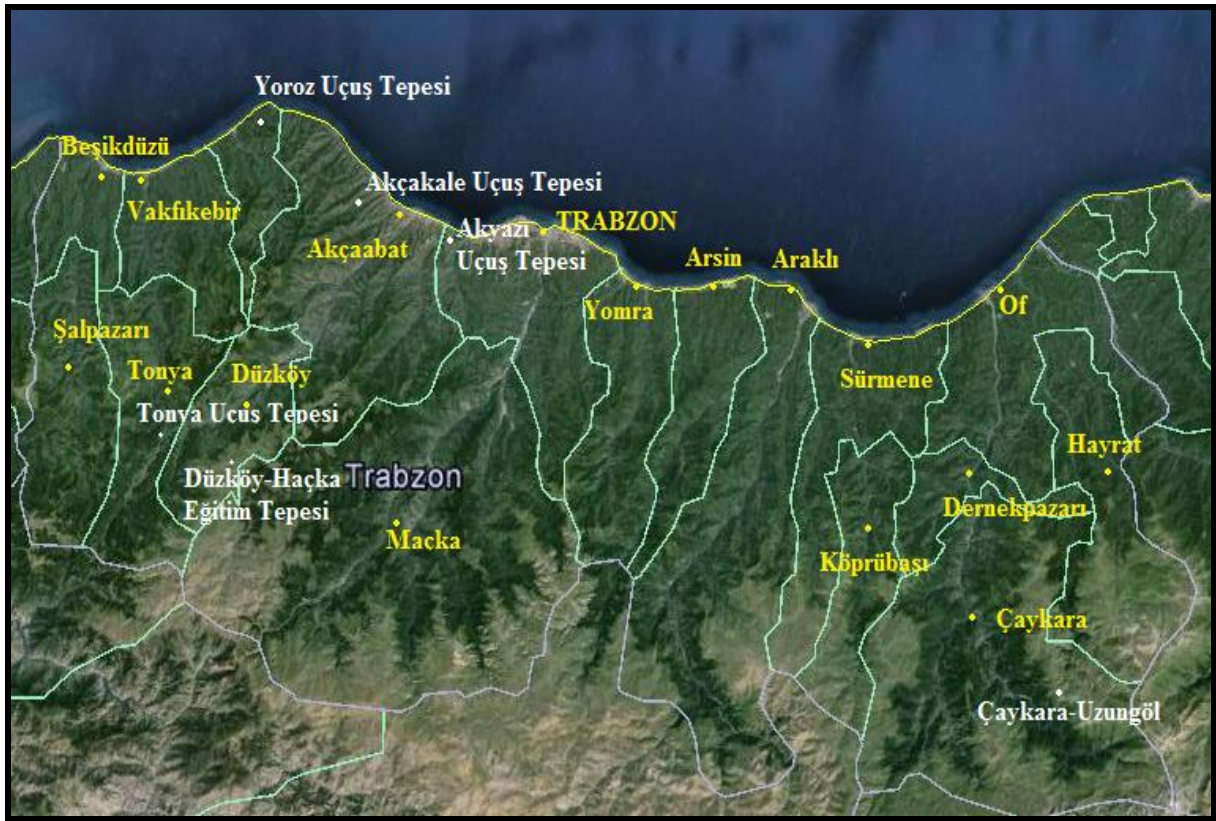 Yoroz Uçuş Tepesi
Beşikdüzü
Akçakale Uçuş Tepesi
Vakfıkebir
Akçaabat
Akyazı
Uçuş Tepesi
TRABZON
Arsin
Araklı
Yomra
Of
Şalpazarı
Tonya
Düzköy
Sürmene
Tonya Uçuş Tepesi
Hayrat
Düzköy-Haçka
Eğitim Tepesi
Trabzon
Dernekpazarı
Maçka
Köprübaşı
Çaykara
Çaykara-Uzungöl